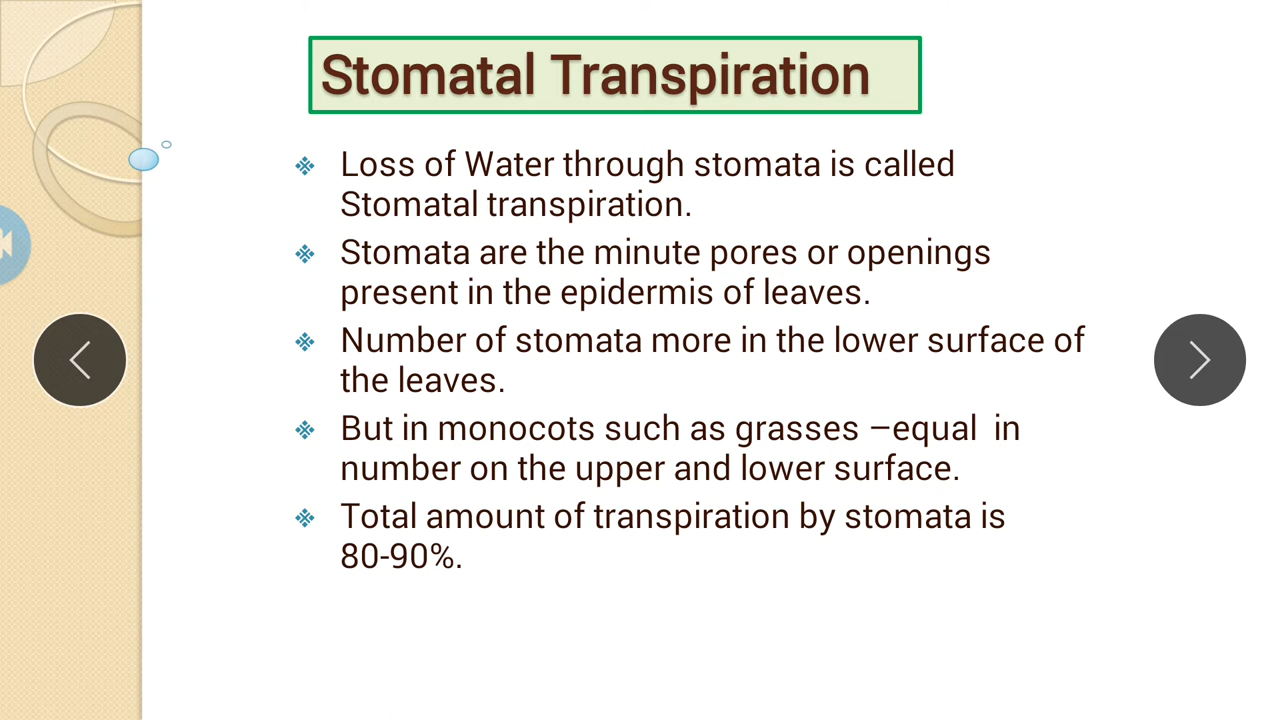 Stomatal Transpiration
Loss of Water through stomata is called
Stomatal transpiration.
Stomata are the minute pores or openings
present in the epidermis of leaves.
Number of stomata more in the lower surface of
the leaves.
But in monocots such as grasses –equal  in
number on the upper and lower surface.
Total amount of transpiration by stomata is
80-90%.